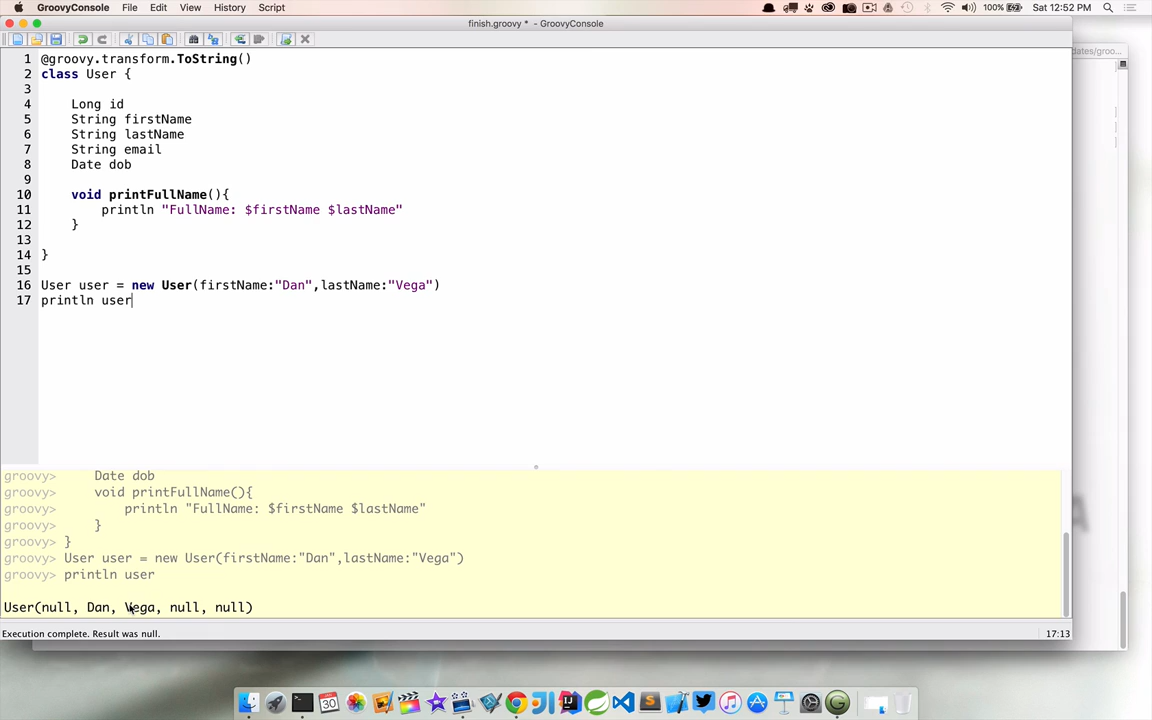 GroovyConsole File Edit View History Script 100% Sat 12:52 PM
finish.groovy * - GroovyConsole
dates/groo...
1 @groovy.transform.ToString()
2 class User {
3
4 Long id
5 String firstName
6 String lastName
7 String email
8 Date dob
9
10 void printFullName(){
11 println "FullName: $firstName $lastName"
12 }
13
14 }
15
16 User user = new User(firstName:"Dan",lastName:"Vega")
17 println user
groovy> Date dob
groovy> void printFullName(){
groovy> println "FullName: $firstName $lastName"
groovy> }
groovy> }
groovy> User user = new User(firstName:"Dan",lastName:"Vega")
groovy> println user
User(null, Dan, Vega, null, null)
Execution complete. Result was null. 17:13